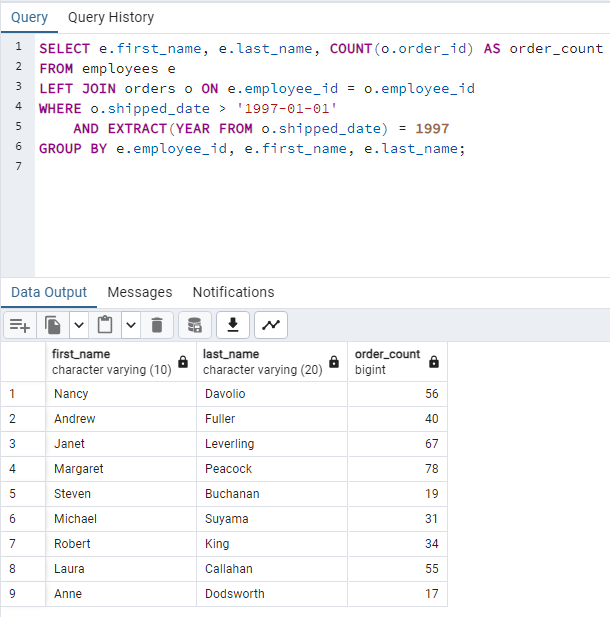 Query Query History
1 SELECT e.first_name, e.last_name, COUNT(o.order_id) AS order_count
2 FROM employees e
3 LEFT JOIN orders o ON e.employee_id = o.employee_id
4 WHERE o.shipped_date > '1997-01-01'
5 AND EXTRACT(YEAR FROM o.shipped_date) = 1997
6 GROUP BY e.employee_id, e.first_name, e.last_name;
7
Data Output Messages Notifications
first_name last_name order_count
character varying (10) character varying (20) bigint
1 Nancy Davolio 56
2 Andrew Fuller 40
3 Janet Leverling 67
4 Margaret Peacock 78
5 Steven Buchanan 19
6 Michael Suyama 31
7 Robert King 34
8 Laura Callahan 55
9 Anne Dodsworth 17